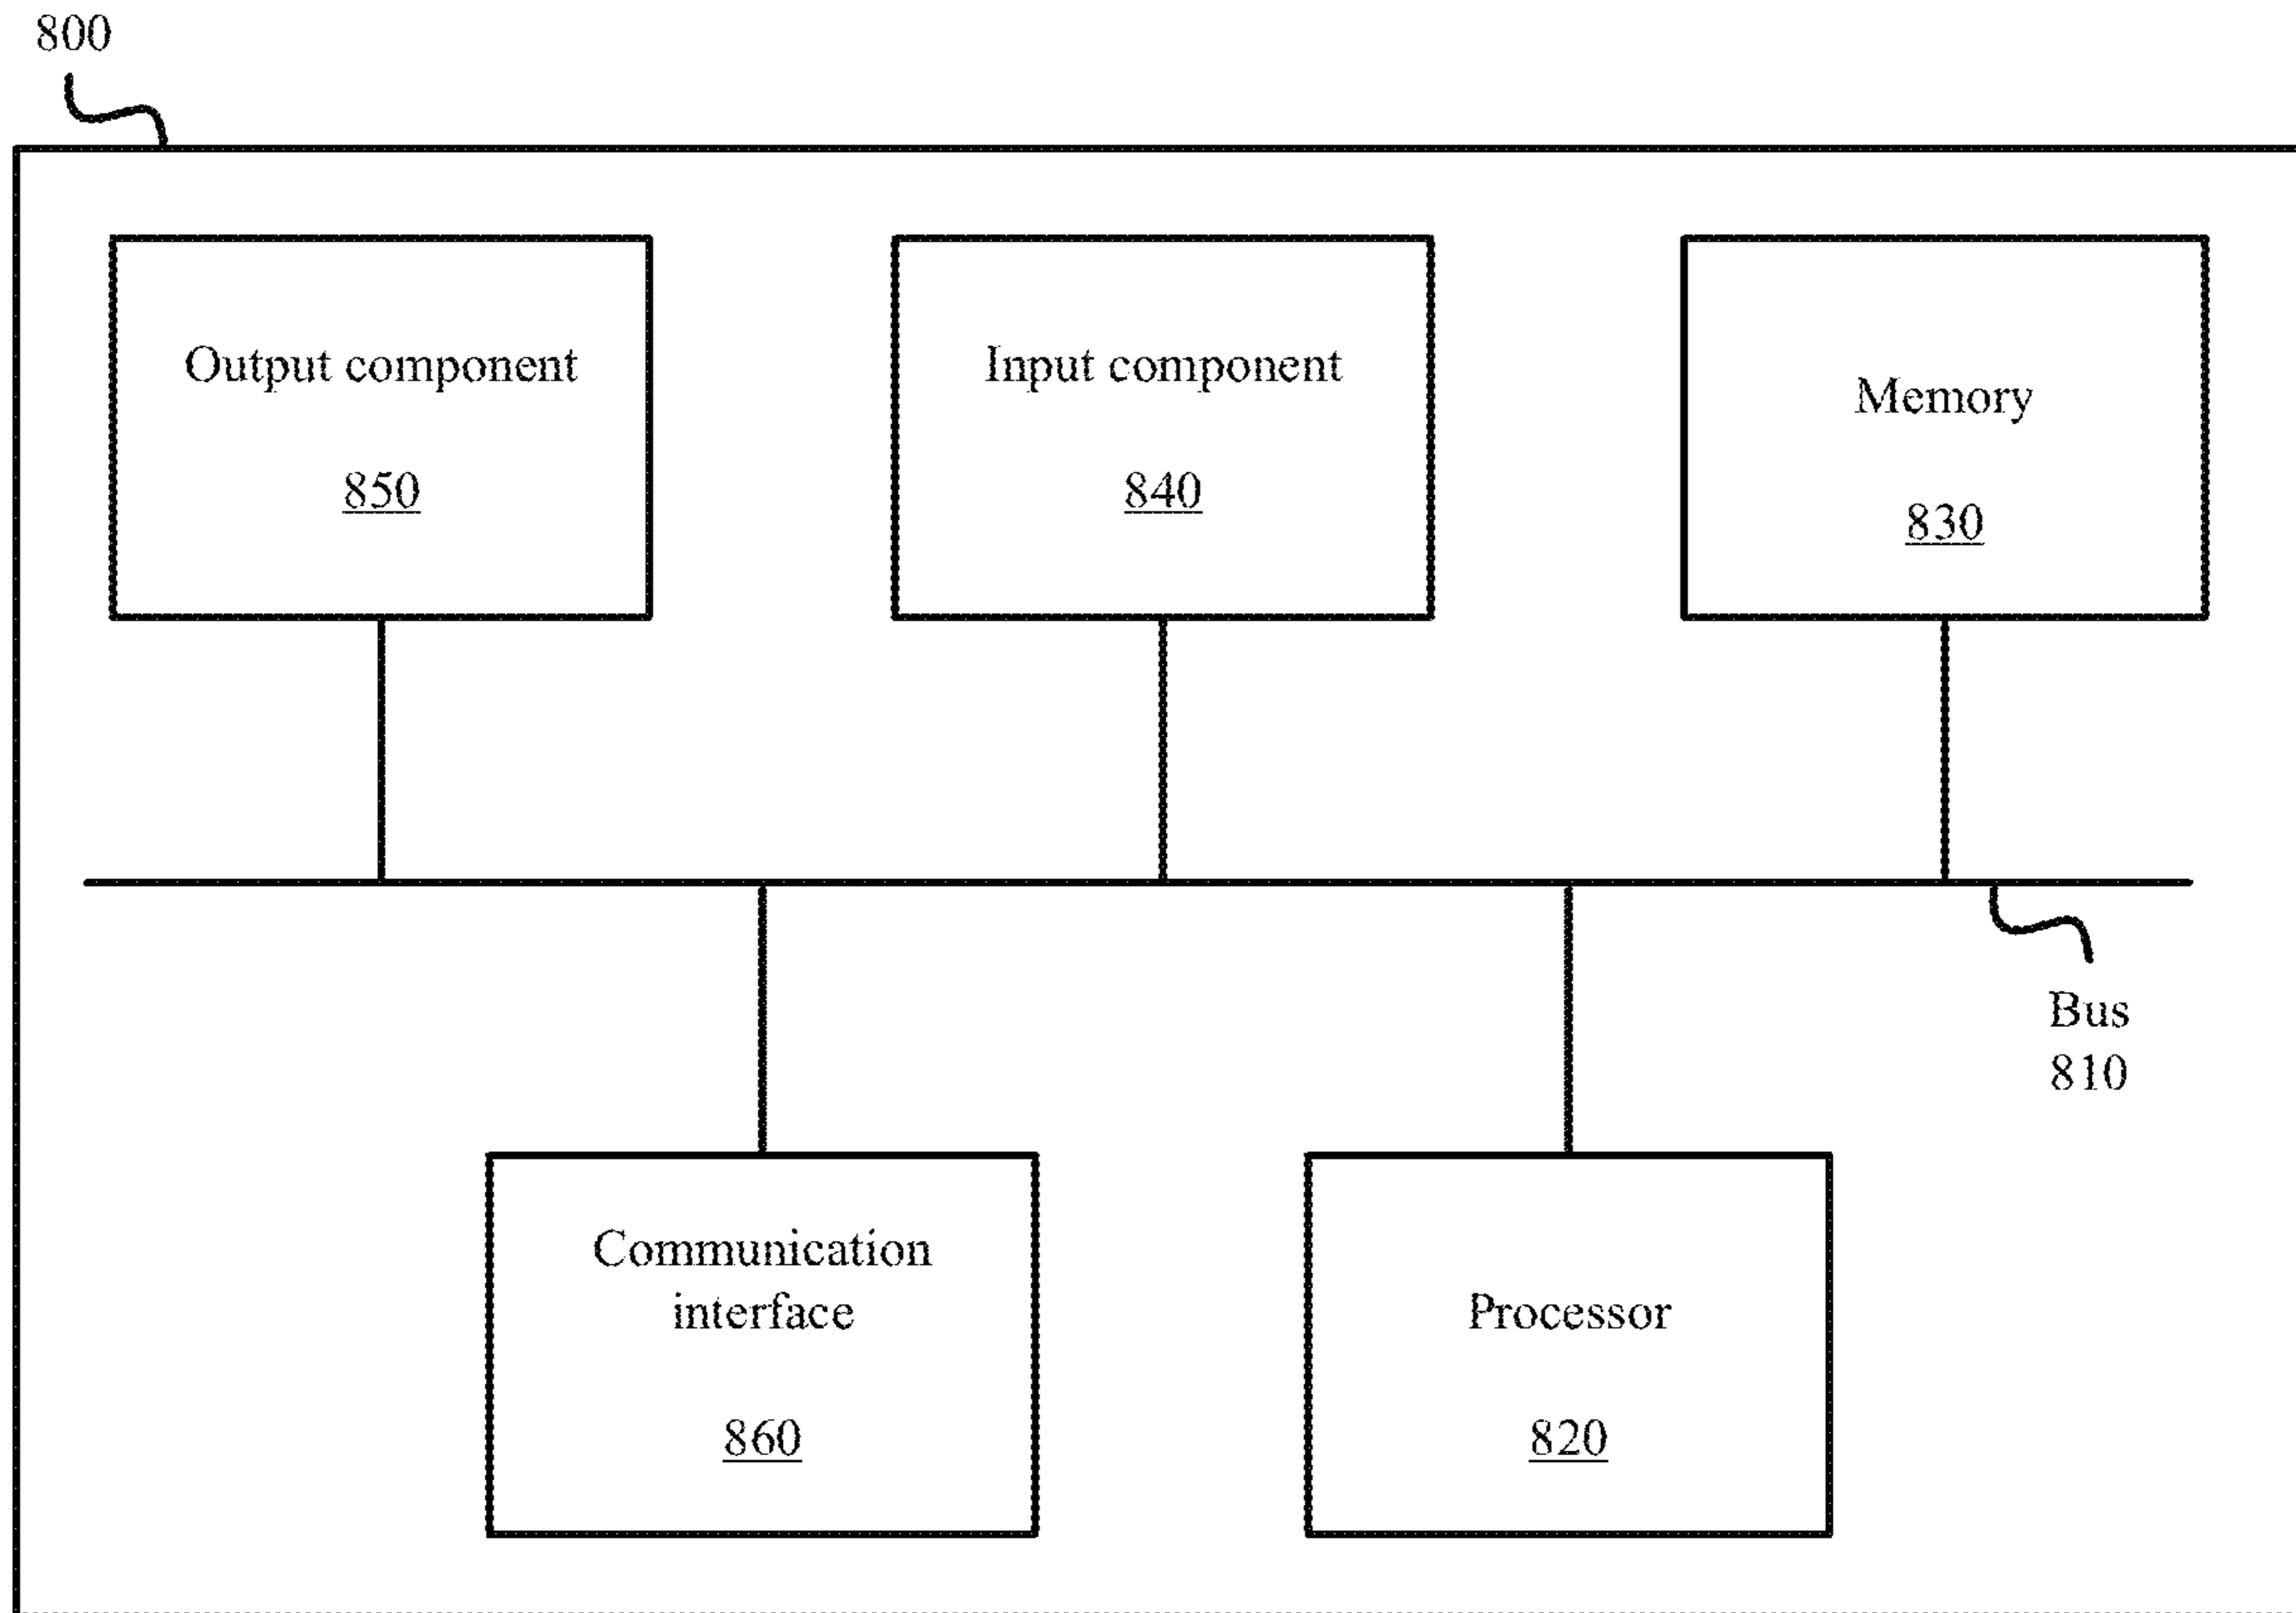 800
Output component
850
Input component
840
Memory
830
Bus
810
Communication
interface
860
Processor
820